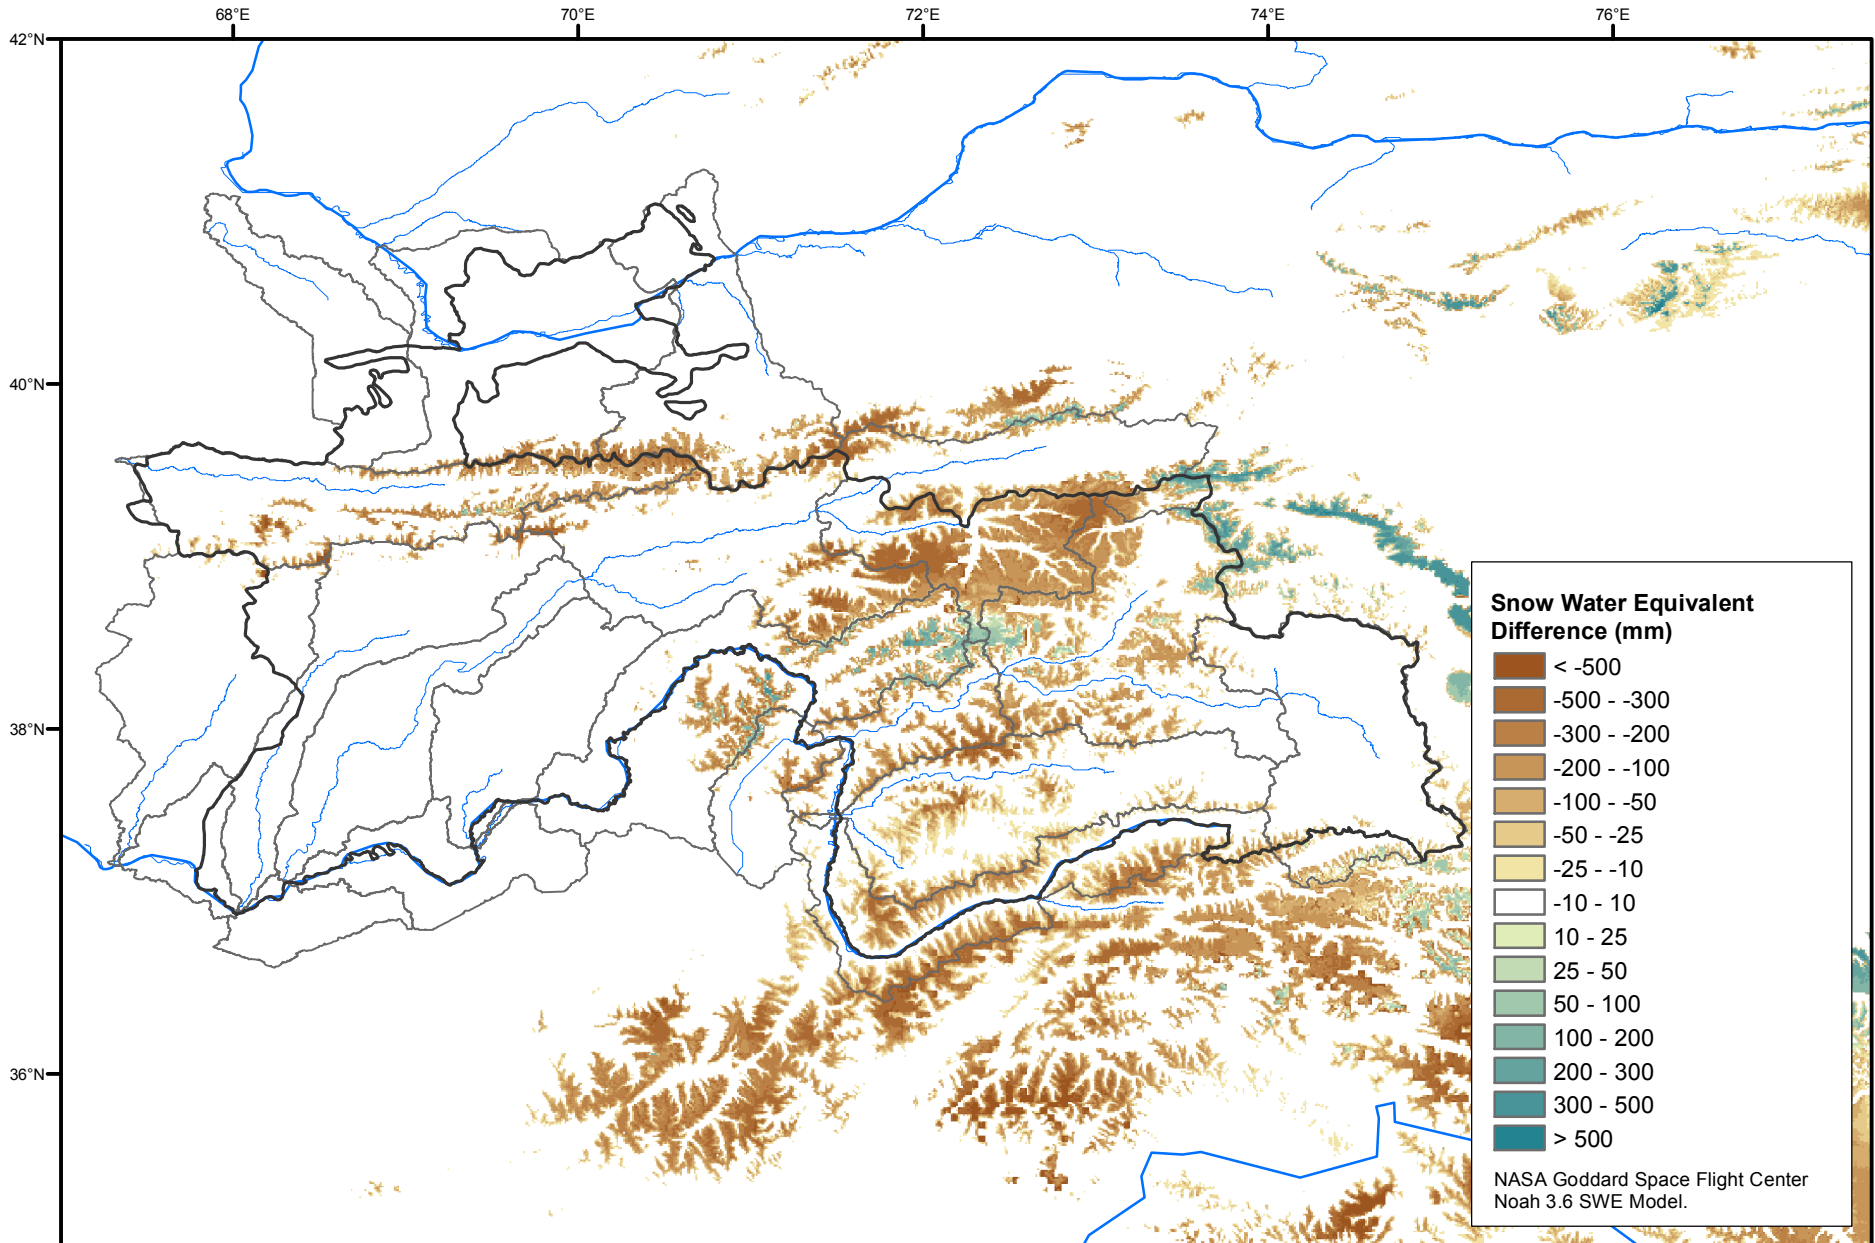 68°E
70°E
72°E
74°E
76°E
42°N
40°N
38°N
36°N
Snow Water Equivalent
Difference (mm)
< -500
-500 - -300
-300 - -200
-200 - -100
-100 - -50
-50 - -25
-25 - -10
-10 - 10
10 - 25
25 - 50
50 - 100
100 - 200
200 - 300
300 - 500
> 500
NASA Goddard Space Flight Center
Noah 3.6 SWE Model.